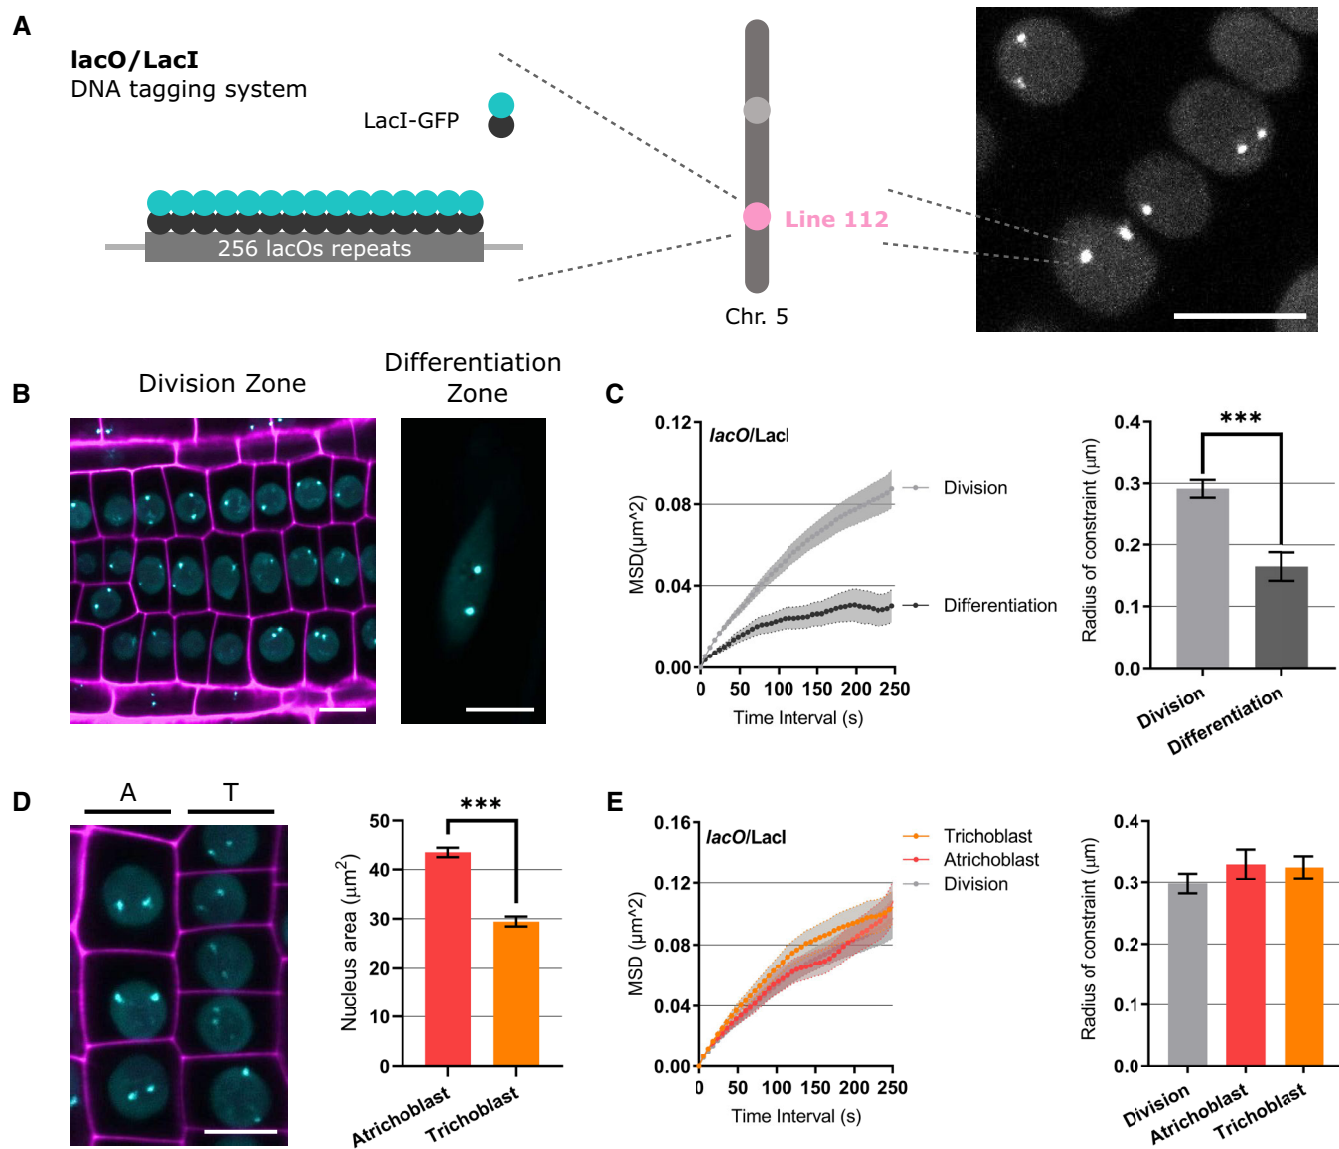 A
lacO/LacI
DNA tagging system
LacI-GFP
256 lacOs repeats
Line 112
Chr. 5
B
Division Zone
Differentiation
Zone
C
0.12
0.08
0.04
0.00
MSD(μm^2)
lacO/LacI
0 50 100 150 200 250
Time Interval (s)
Division
Differentiation
0.4
0.3
0.2
0.1
0.0
Radius of constraint (μm)
***
Division
Differentiation
D
A T
50
40
30
20
10
0
Nucleus area (μm2)
***
Atrichoblast
Trichoblast
E
0.16
0.12
0.08
0.04
0.00
MSD (μm^2)
lacO/LacI
0 50 100 150 200 250
Time Interval (s)
Trichoblast
Atrichoblast
Division
0.4
0.3
0.2
0.1
0.0
Radius of constraint (μm)
Division
Atrichoblast
Trichoblast